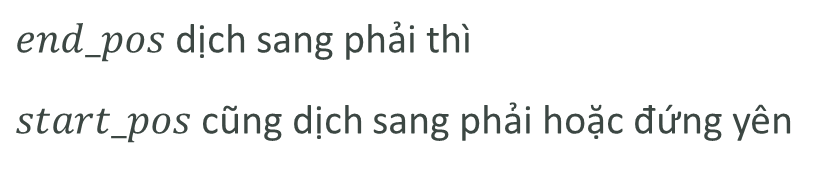 end_pos dịch sang phải thì
start_pos cũng dịch sang phải hoặc đứng yên